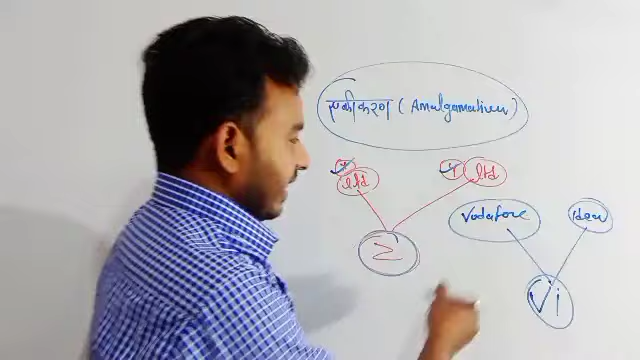 एकीकरण (Amalgamation)
X ltd Y ltd
Z
Vodafone Idea
Vi